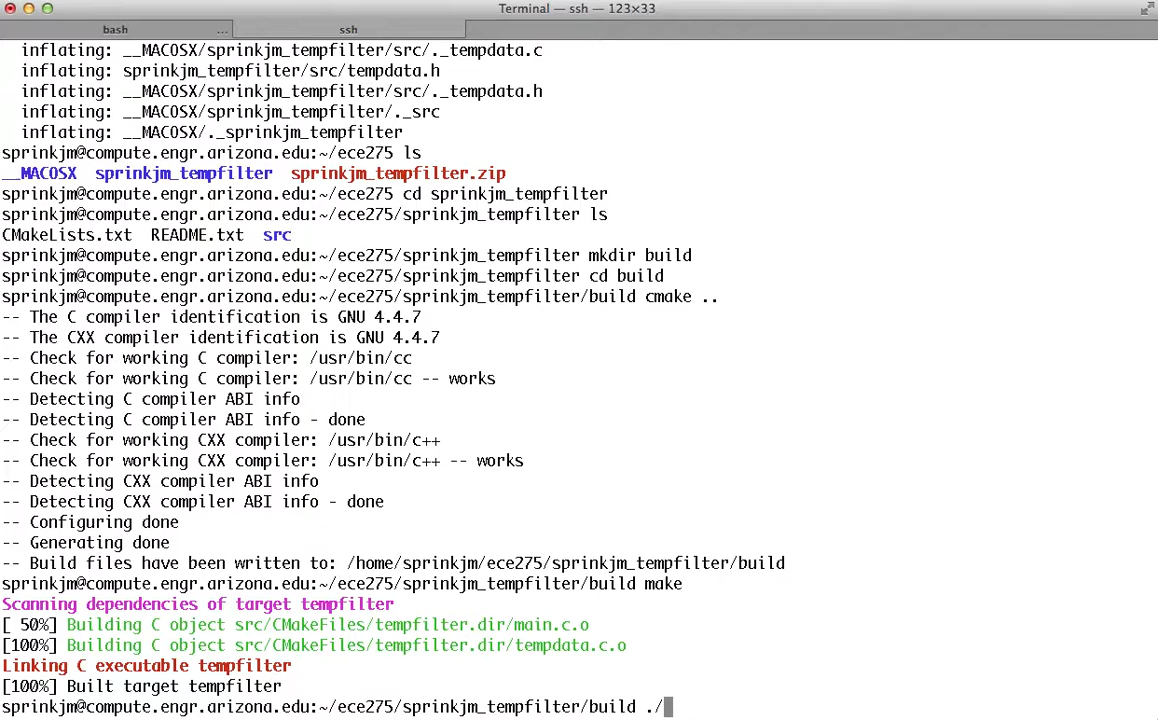 Terminal — ssh — 123×33
bash ... ssh
inflating: __MACOSX/sprinkjm_tempfilter/src/._tempdata.c
inflating: sprinkjm_tempfilter/src/tempdata.h
inflating: __MACOSX/sprinkjm_tempfilter/src/._tempdata.h
inflating: __MACOSX/sprinkjm_tempfilter/._src
inflating: __MACOSX/._sprinkjm_tempfilter
sprinkjm@compute.engr.arizona.edu:~/ece275 ls
__MACOSX sprinkjm_tempfilter sprinkjm_tempfilter.zip
sprinkjm@compute.engr.arizona.edu:~/ece275 cd sprinkjm_tempfilter
sprinkjm@compute.engr.arizona.edu:~/ece275/sprinkjm_tempfilter ls
CMakeLists.txt README.txt src
sprinkjm@compute.engr.arizona.edu:~/ece275/sprinkjm_tempfilter mkdir build
sprinkjm@compute.engr.arizona.edu:~/ece275/sprinkjm_tempfilter cd build
sprinkjm@compute.engr.arizona.edu:~/ece275/sprinkjm_tempfilter/build cmake ..
-- The C compiler identification is GNU 4.4.7
-- The CXX compiler identification is GNU 4.4.7
-- Check for working C compiler: /usr/bin/cc
-- Check for working C compiler: /usr/bin/cc -- works
-- Detecting C compiler ABI info
-- Detecting C compiler ABI info - done
-- Check for working CXX compiler: /usr/bin/c++
-- Check for working CXX compiler: /usr/bin/c++ -- works
-- Detecting CXX compiler ABI info
-- Detecting CXX compiler ABI info - done
-- Configuring done
-- Generating done
-- Build files have been written to: /home/sprinkjm/ece275/sprinkjm_tempfilter/build
sprinkjm@compute.engr.arizona.edu:~/ece275/sprinkjm_tempfilter/build make
Scanning dependencies of target tempfilter
[ 50%] Building C object src/CMakeFiles/tempfilter.dir/main.c.o
[100%] Building C object src/CMakeFiles/tempfilter.dir/tempdata.c.o
Linking C executable tempfilter
[100%] Built target tempfilter
sprinkjm@compute.engr.arizona.edu:~/ece275/sprinkjm_tempfilter/build ./